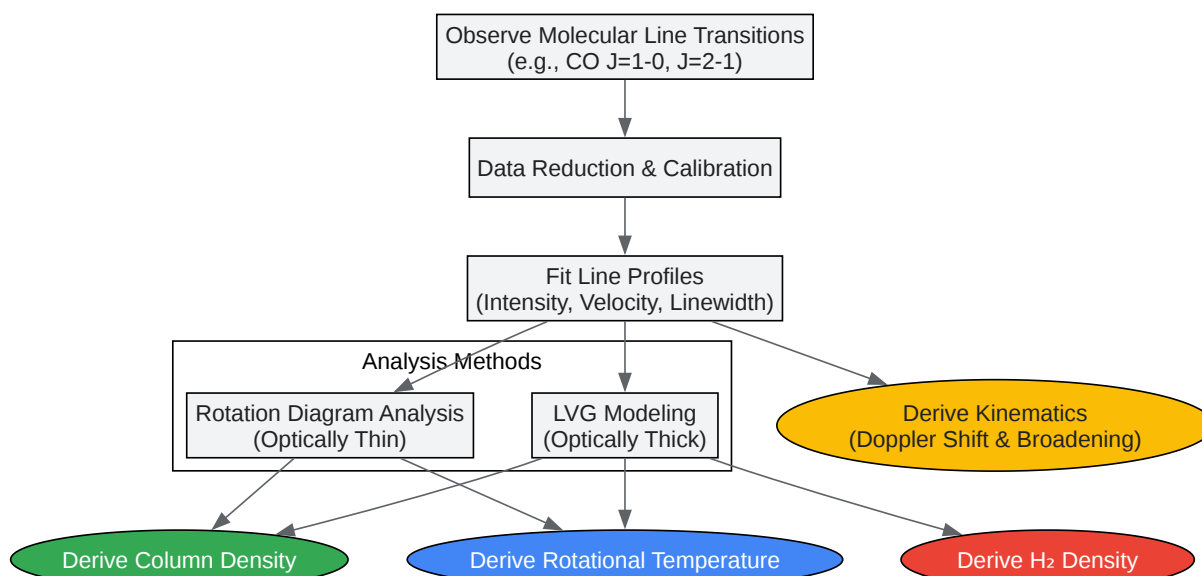 Observe Molecular Line Transitions
(e.g., CO J=1-0, J=2-1)
Data Reduction & Calibration
Fit Line Profiles
(Intensity, Velocity, Linewidth)
Analysis Methods
Rotation Diagram Analysis
(Optically Thin)
LVG Modeling
(Optically Thick)
Derive Kinematics
(Doppler Shift & Broadening)
Derive Column Density
Derive Rotational Temperature
Derive H₂ Density